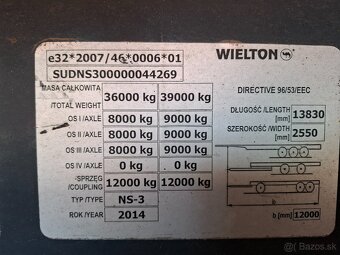 e32*2007/46*0006*01
WIELTON
SUDNS300000044269
MASA CAŁKOWITA
/TOTAL WEIGHT
36000 kg 39000 kg
DIRECTIVE 96/53/EEC
OS I /AXLE 8000 kg 9000 kg
DŁUGOŚĆ /LENGTH [mm] 13830
OS II /AXLE 8000 kg 9000 kg
SZEROKOŚĆ /WIDTH [mm] 2550
OS III /AXLE 8000 kg 9000 kg
OS IV /AXLE 0 kg 0 kg
SPRZĘG /COUPLING 12000 kg 12000 kg
TYP /TYPE NS-3
b
ROK /YEAR 2014
b [mm] 12000
Bazos.sk